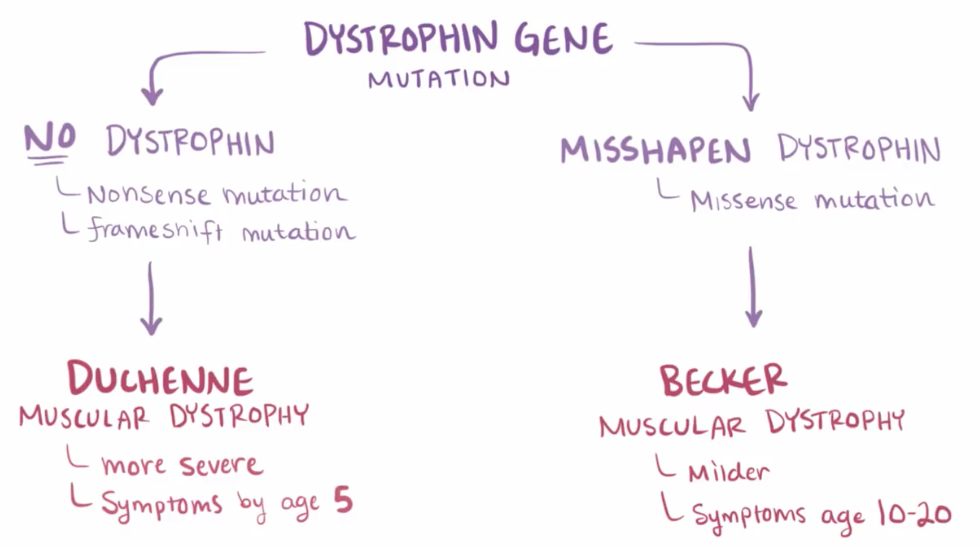 DYSTROPHIN GENE
MUTATION
NO DYSTROPHIN
Nonsense mutation
frameshift mutation
MISSHAPEN DYSTROPHIN
Missense mutation
DUCHENNE
MUSCULAR DYSTROPHY
more severe
Symptoms by age 5
BECKER
MUSCULAR DYSTROPHY
Milder
Symptoms age 10-20